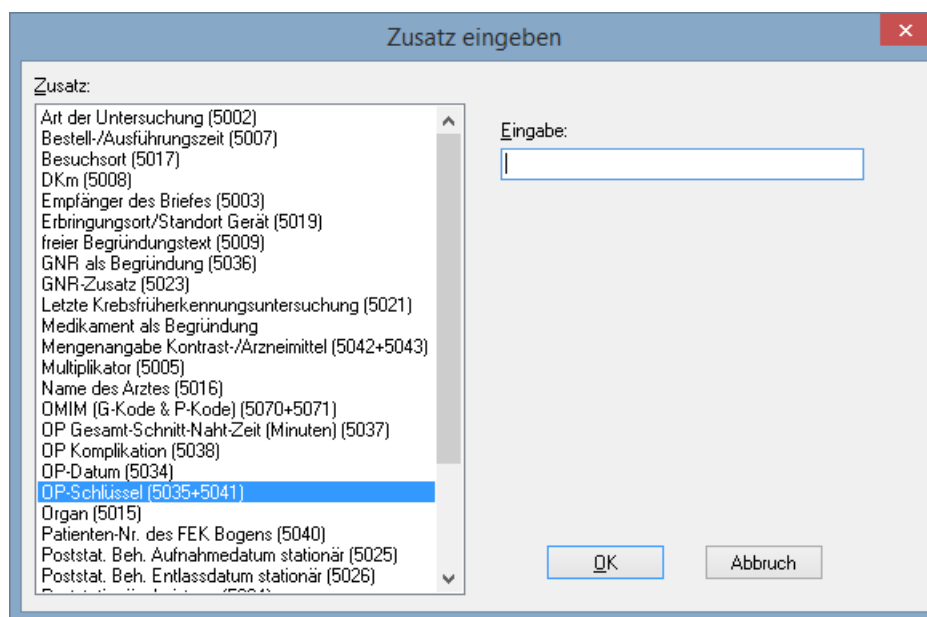 Zusatz eingeben
Zusatz:
Art der Untersuchung (5002)
Bestell-/Ausführungszeit (5007)
Besuchsort (5017)
DKm (5008)
Empfänger des Briefes (5003)
Erbringungsort/Standort Gerät (5019)
freier Begründungstext (5009)
GNR als Begründung (5036)
GNR-Zusatz (5023)
Letzte Krebsfrüherkennungsuntersuchung (5021)
Medikament als Begründung
Mengenangabe Kontrast-/Arzneimittel (5042+5043)
Multiplikator (5005)
Name des Arztes (5016)
OMIM (G-Kode & P-Kode) (5070+5071)
OP Gesamt-Schnitt-Naht-Zeit (Minuten) (5037)
OP Komplikation (5038)
OP-Datum (5034)
OP-Schlüssel (5035+5041)
Organ (5015)
Patienten-Nr. des FEK Bogens (5040)
Poststat. Beh. Aufnahmedatum stationär (5025)
Poststat. Beh. Entlassdatum stationär (5026)
Eingabe:
OK
Abbruch